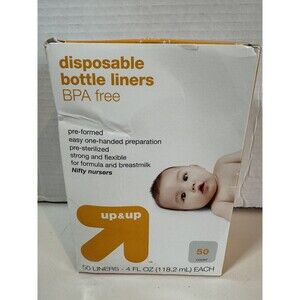 disposable
bottle liners
BPA free
pre-formed
easy one-handed preparation
pre-sterilized
strong and flexible
for formula and breastmilk
Nifty nursers
up&up
50
count
50 LINERS - 4 FL OZ (118.2 mL) EACH